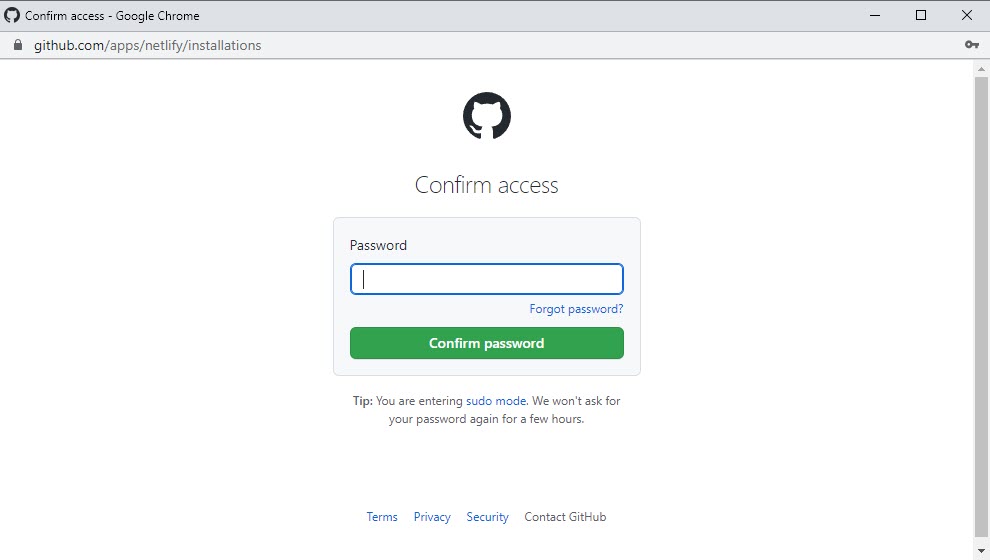 Confirm access - Google Chrome
github.com/apps/netlify/installations
Confirm access
Password
Forgot password?
Confirm password
Tip: You are entering sudo mode. We won't ask for
your password again for a few hours.
Terms Privacy Security Contact GitHub